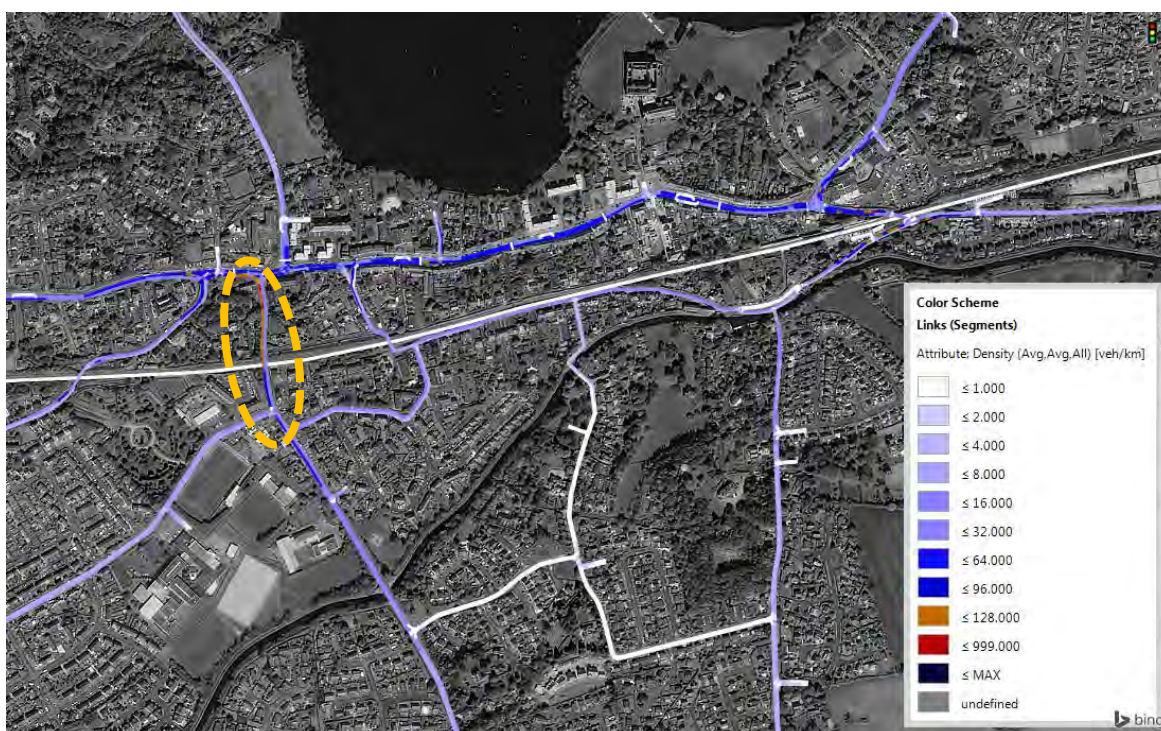 Color Scheme
Links (Segments)
Attribute: Density (Avg,Avg,All) [veh/km]
≤ 1.000
≤ 2.000
≤ 4.000
≤ 8.000
≤ 16.000
≤ 32.000
≤ 64.000
≤ 96.000
≤ 128.000
≤ 999.000
≤ MAX
undefined
bing